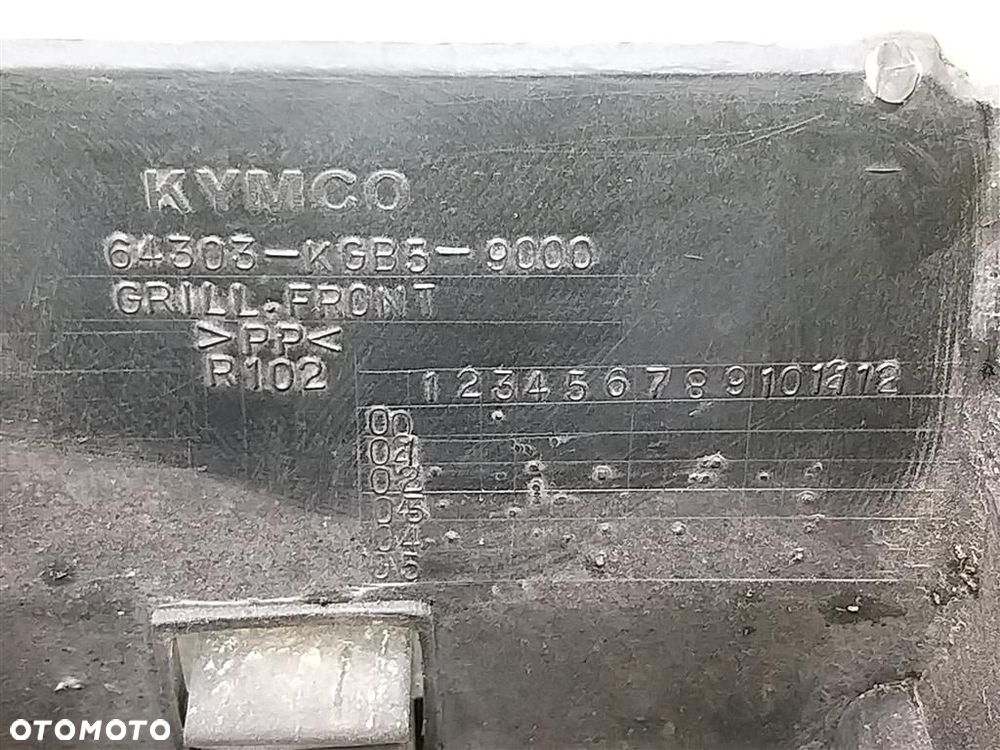 KYMCO
64303-KGB5-9000
GRILL.FRONT
>PP<
R102
1 2 3 4 5 6 7 8 9 10 11 12
00
01
02
03
04
05
OTOMOTO